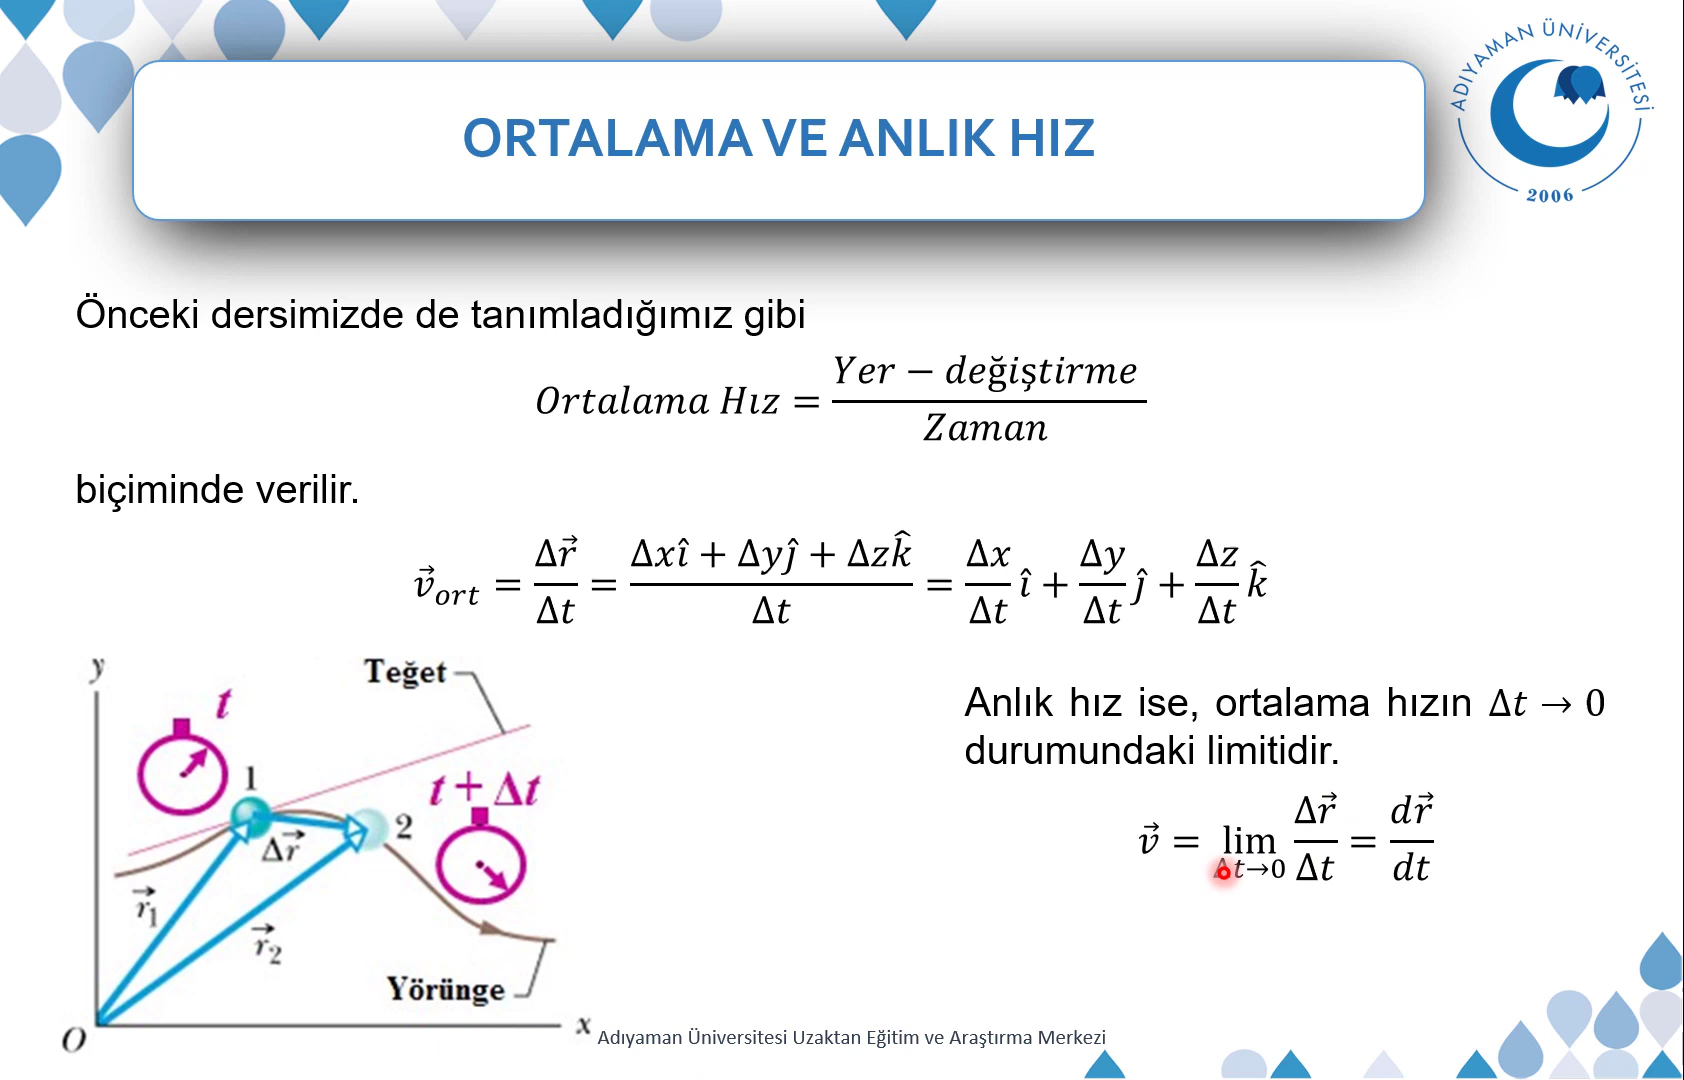 ORTALAMA VE ANLIK HIZ
ADIYAMAN ÜNİVERSİTESİ
2006
Önceki dersimizde de tanımladığımız gibi
Ortalama Hız = Yer − değiştirme / Zaman
biçiminde verilir.
v⃗_ort = Δr⃗/Δt = (Δxî + Δyĵ + Δzk̂)/Δt = Δx/Δt î + Δy/Δt ĵ + Δz/Δt k̂
y
Teğet
t
1
t + Δt
2
Δr⃗
r⃗₁
r⃗₂
Yörünge
O
x
Anlık hız ise, ortalama hızın Δt → 0
durumundaki limitidir.
v⃗ = lim Δt→0 Δr⃗/Δt = dr⃗/dt
Adıyaman Üniversitesi Uzaktan Eğitim ve Araştırma Merkezi